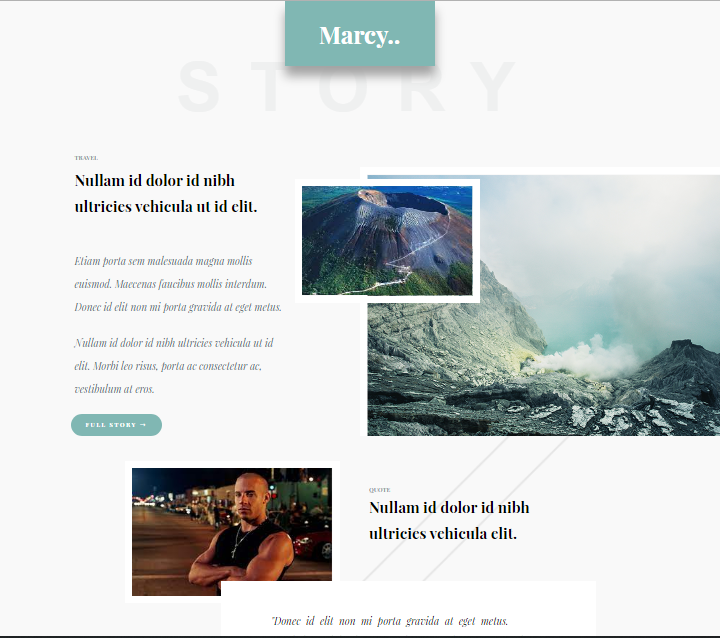 Marcy..
STORY
TRAVEL
Nullam id dolor id nibh
ultricies vehicula ut id elit.
Etiam porta sem malesuada magna mollis
euismod. Maecenas faucibus mollis interdum.
Donec id elit non mi porta gravida at eget metus.
Nullam id dolor id nibh ultricies vehicula ut id
elit. Morbi leo risus, porta ac consectetur ac,
vestibulum at eros.
FULL STORY →
QUOTE
Nullam id dolor id nibh
ultricies vehicula elit.
"Donec id elit non mi porta gravida at eget metus.